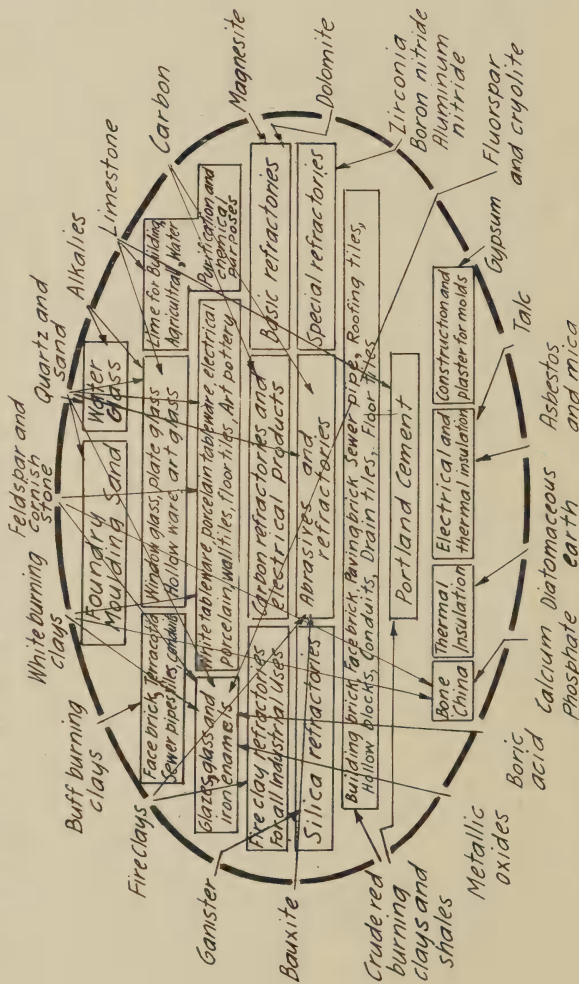 Buff burning
clays
White burning
clays
Feldspar and
Cornish
stone
Quartz and
Sand
Alkalies
Limestone
Carbon
Fireclays
Magnesite
Ganister
Dolomite
Bauxite
Zirconia
Boron nitride
Aluminum
nitride
Crude red
burning
clays and
shales
Fluorspar
and cryolite
Metallic
oxides
Boric
acid
Calcium
Phosphate
Diatomaceous
earth
Asbestos
and mica
Talc
Gypsum
Foundry
Moulding Sand
Water
Glass
Face brick, Terracotta
Sewer pipes, tiles, conduits
Window glass, plate glass
Hollow ware, art glass
Lime for Building,
Agricultral, Water
Purification and
chemical
purposes
Glazes, glass and
iron enamels
White tableware, porcelain tableware, electrical
Porcelain, wall tiles, floor tiles, Art pottery
Fire clay refractories
For all Industrial Uses
Carbon refractories and
electrical products
Basic refractories
Silica refractories
Abrasives and
refractories
Special refractories
Building brick, Face brick, Paving brick, Sewer pipe, Roofing tiles,
Hollow blocks, Conduits, Drain tiles, Floor tiles
Portland Cement
Bone
China
Thermal
Insulation
Electrical and
thermal insulation
Construction and
plaster for molds